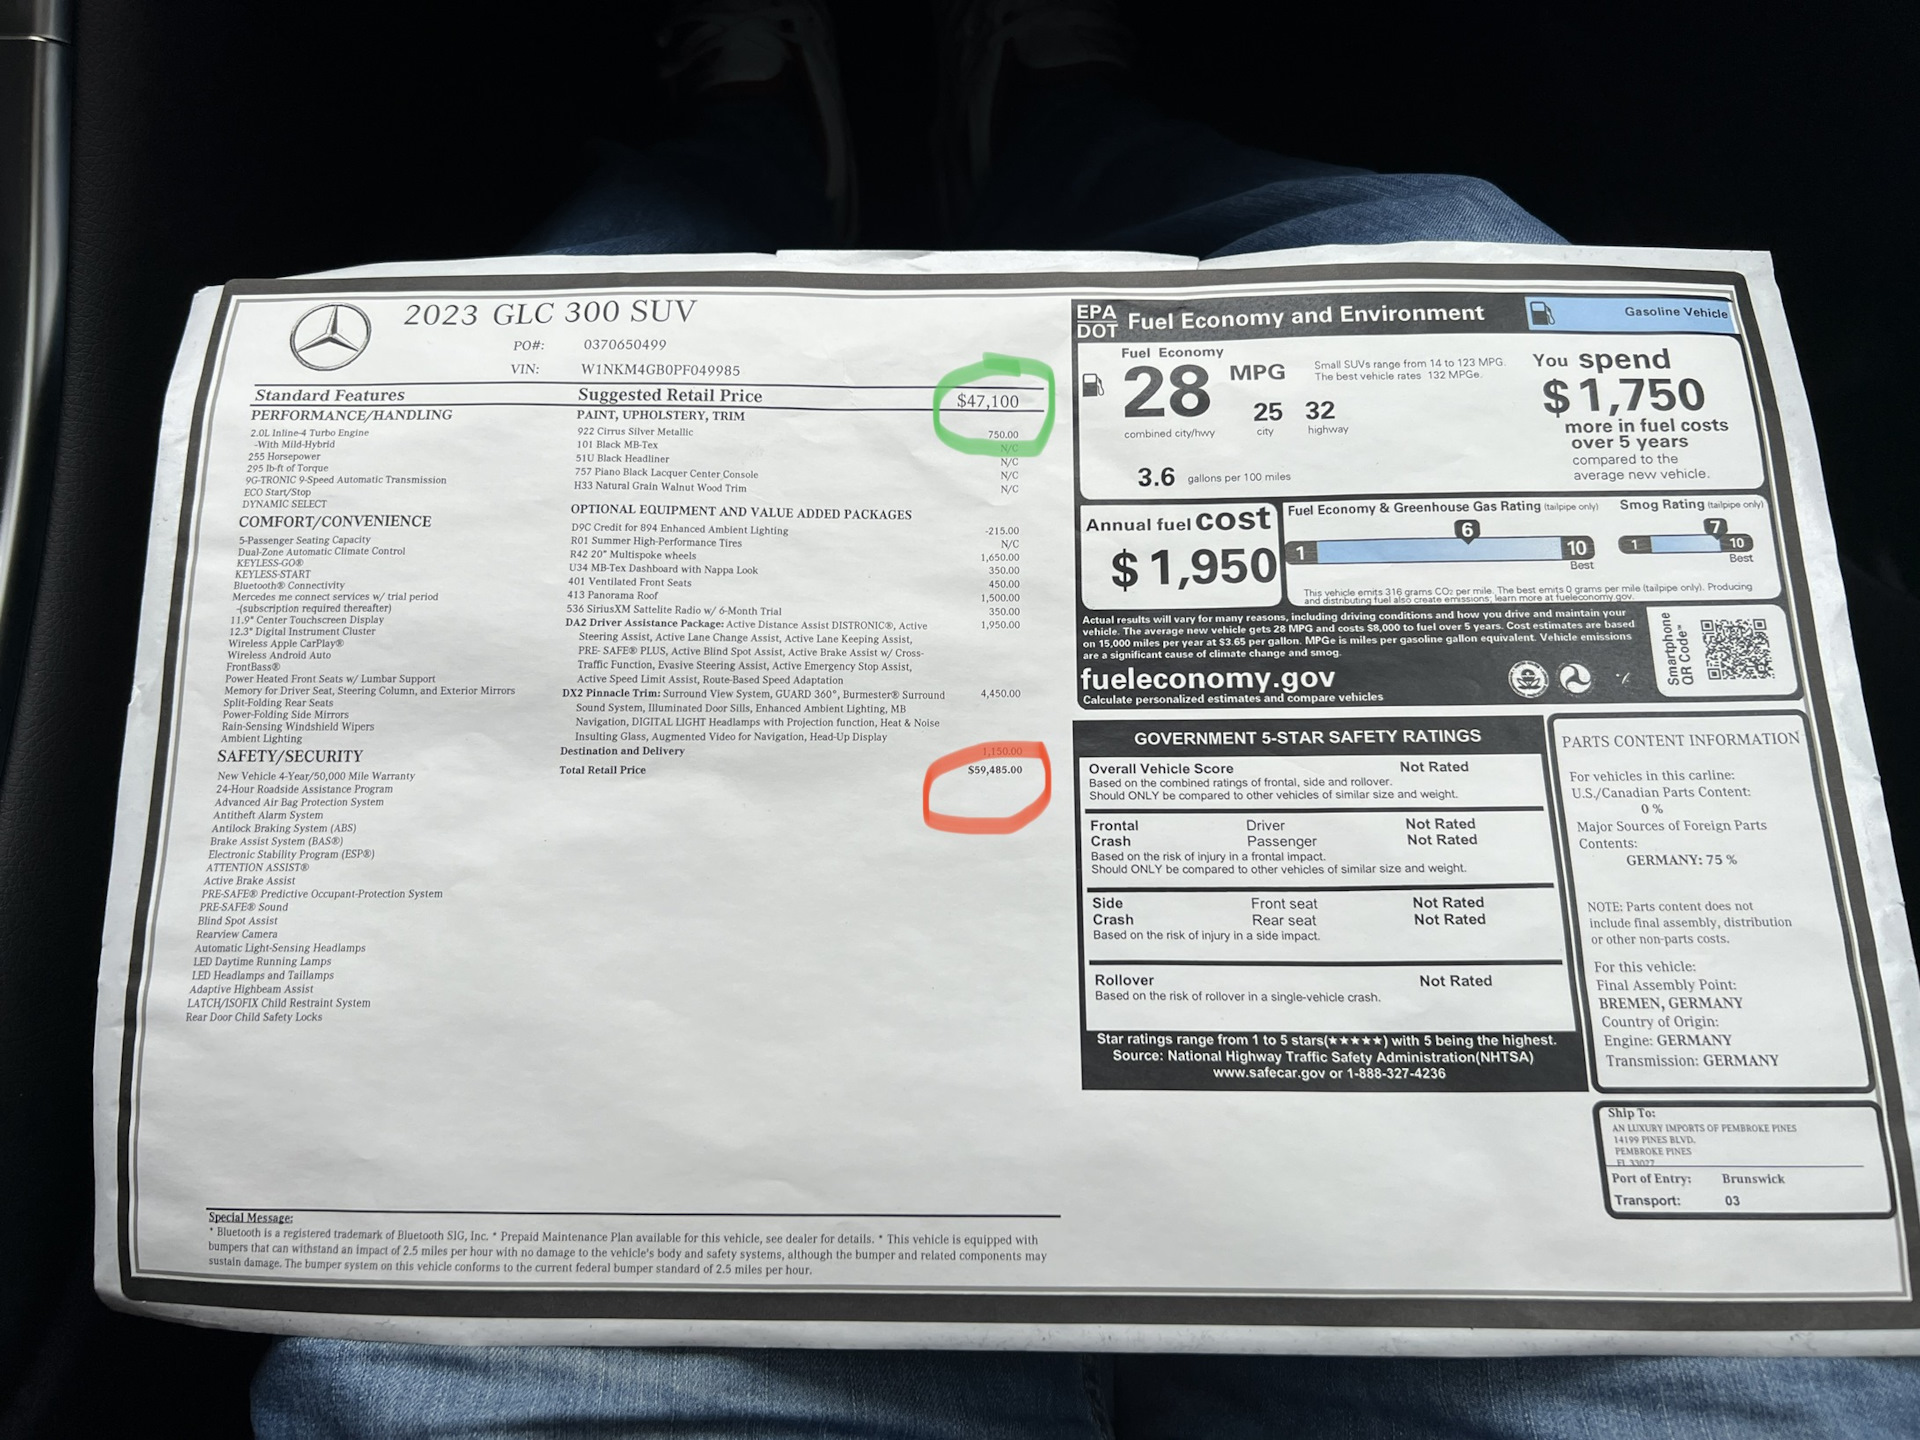 2023 GLC 300 SUV
PO#: 0370650499
VIN: W1NKM4GB0PF049985
Standard Features
PERFORMANCE/HANDLING
2.0L Inline-4 Turbo Engine
-With Mild-Hybrid
255 Horsepower
295 lb-ft of Torque
9G-TRONIC 9-Speed Automatic Transmission
ECO Start/Stop
DYNAMIC SELECT
COMFORT/CONVENIENCE
5-Passenger Seating Capacity
Dual-Zone Automatic Climate Control
KEYLESS-GO®
KEYLESS-START
Bluetooth® Connectivity
Mercedes me connect services w/ trial period
-(subscription required thereafter)
11.9" Center Touchscreen Display
12.3" Digital Instrument Cluster
Wireless Apple CarPlay®
Wireless Android Auto
FrontBass®
Power Heated Front Seats w/ Lumbar Support
Memory for Driver Seat, Steering Column, and Exterior Mirrors
Split-Folding Rear Seats
Power-Folding Side Mirrors
Rain-Sensing Windshield Wipers
Ambient Lighting
SAFETY/SECURITY
New Vehicle 4-Year/50,000 Mile Warranty
24-Hour Roadside Assistance Program
Advanced Air Bag Protection System
Antitheft Alarm System
Antilock Braking System (ABS)
Brake Assist System (BAS®)
Electronic Stability Program (ESP®)
ATTENTION ASSIST®
Active Brake Assist
PRE-SAFE® Predictive Occupant-Protection System
PRE-SAFE® Sound
Blind Spot Assist
Rearview Camera
Automatic Light-Sensing Headlamps
LED Daytime Running Lamps
LED Headlamps and Taillamps
Adaptive Highbeam Assist
LATCH/ISOFIX Child Restraint System
Rear Door Child Safety Locks
Suggested Retail Price $47,100
PAINT, UPHOLSTERY, TRIM
922 Cirrus Silver Metallic 750.00
101 Black MB-Tex N/C
51U Black Headliner N/C
757 Piano Black Lacquer Center Console N/C
H33 Natural Grain Walnut Wood Trim N/C
OPTIONAL EQUIPMENT AND VALUE ADDED PACKAGES
D9C Credit for 894 Enhanced Ambient Lighting -215.00
R01 Summer High-Performance Tires N/C
R42 20" Multispoke wheels 1,650.00
U34 MB-Tex Dashboard with Nappa Look 350.00
401 Ventilated Front Seats 450.00
413 Panorama Roof 1,500.00
536 SiriusXM Sattelite Radio w/ 6-Month Trial 350.00
DA2 Driver Assistance Package: Active Distance Assist DISTRONIC®, Active 1,950.00
Steering Assist, Active Lane Change Assist, Active Lane Keeping Assist,
PRE- SAFE® PLUS, Active Blind Spot Assist, Active Brake Assist w/ Cross-
Traffic Function, Evasive Steering Assist, Active Emergency Stop Assist,
Active Speed Limit Assist, Route-Based Speed Adaptation
DX2 Pinnacle Trim: Surround View System, GUARD 360°, Burmester® Surround 4,450.00
Sound System, Illuminated Door Sills, Enhanced Ambient Lighting, MB
Navigation, DIGITAL LIGHT Headlamps with Projection function, Heat & Noise
Insulting Glass, Augmented Video for Navigation, Head-Up Display
Destination and Delivery 1,150.00
Total Retail Price $59,485.00
Special Message:
* Bluetooth is a registered trademark of Bluetooth SIG, Inc. * Prepaid Maintenance Plan available for this vehicle, see dealer for details. * This vehicle is equipped with
bumpers that can withstand an impact of 2.5 miles per hour with no damage to the vehicle's body and safety systems, although the bumper and related components may
sustain damage. The bumper system on this vehicle conforms to the current federal bumper standard of 2.5 miles per hour.
EPA
DOT
Fuel Economy and Environment
Gasoline Vehicle
Fuel Economy
28 MPG
combined city/hwy
25 city
32 highway
3.6 gallons per 100 miles
Small SUVs range from 14 to 123 MPG.
The best vehicle rates 132 MPGe.
You spend
$1,750
more in fuel costs
over 5 years
compared to the
average new vehicle.
Annual fuel cost
$1,950
Fuel Economy & Greenhouse Gas Rating (tailpipe only)
1 6 10
Best
Smog Rating (tailpipe only)
1 7 10
Best
This vehicle emits 316 grams CO2 per mile. The best emits 0 grams per mile (tailpipe only). Producing
and distributing fuel also create emissions; learn more at fueleconomy.gov.
Actual results will vary for many reasons, including driving conditions and how you drive and maintain your
vehicle. The average new vehicle gets 28 MPG and costs $8,000 to fuel over 5 years. Cost estimates are based
on 15,000 miles per year at $3.65 per gallon. MPGe is miles per gasoline gallon equivalent. Vehicle emissions
are a significant cause of climate change and smog.
fueleconomy.gov
Calculate personalized estimates and compare vehicles
Smartphone
QR Code™
GOVERNMENT 5-STAR SAFETY RATINGS
Overall Vehicle Score Not Rated
Based on the combined ratings of frontal, side and rollover.
Should ONLY be compared to other vehicles of similar size and weight.
Frontal Driver Not Rated
Crash Passenger Not Rated
Based on the risk of injury in a frontal impact.
Should ONLY be compared to other vehicles of similar size and weight.
Side Front seat Not Rated
Crash Rear seat Not Rated
Based on the risk of injury in a side impact.
Rollover Not Rated
Based on the risk of rollover in a single-vehicle crash.
Star ratings range from 1 to 5 stars(★★★★★) with 5 being the highest.
Source: National Highway Traffic Safety Administration(NHTSA)
www.safecar.gov or 1-888-327-4236
PARTS CONTENT INFORMATION
For vehicles in this carline:
U.S./Canadian Parts Content:
0 %
Major Sources of Foreign Parts
Contents:
GERMANY: 75 %
NOTE: Parts content does not
include final assembly, distribution
or other non-parts costs.
For this vehicle:
Final Assembly Point:
BREMEN, GERMANY
Country of Origin:
Engine: GERMANY
Transmission: GERMANY
Ship To:
AN LUXURY IMPORTS OF PEMBROKE PINES
14199 PINES BLVD.
PEMBROKE PINES
FL 33027
Port of Entry: Brunswick
Transport: 03